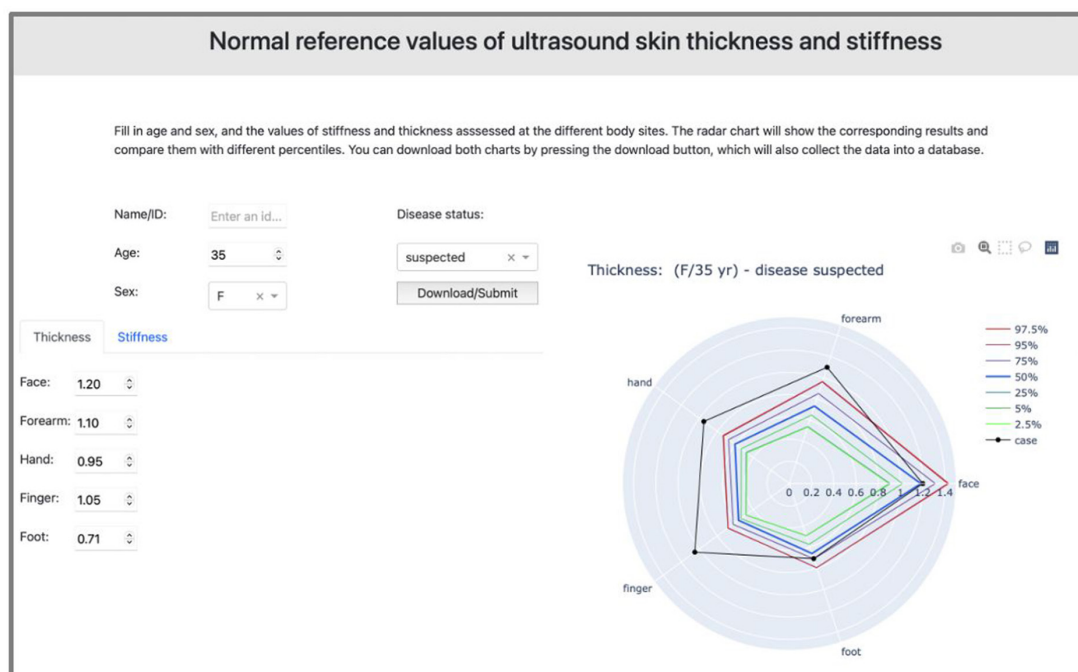 Normal reference values of ultrasound skin thickness and stiffness
Fill in age and sex, and the values of stiffness and thickness asssessed at the different body sites. The radar chart will show the corresponding results and
compare them with different percentiles. You can download both charts by pressing the download button, which will also collect the data into a database.
Name/ID: Enter an id...
Disease status:
Age: 35
suspected
Sex: F
Download/Submit
Thickness Stiffness
Face: 1.20
Forearm: 1.10
Hand: 0.95
Finger: 1.05
Foot: 0.71
Thickness: (F/35 yr) - disease suspected
forearm
hand
face
0 0.2 0.4 0.6 0.8 1 1.2 1.4
finger
foot
97.5%
95%
75%
50%
25%
5%
2.5%
case